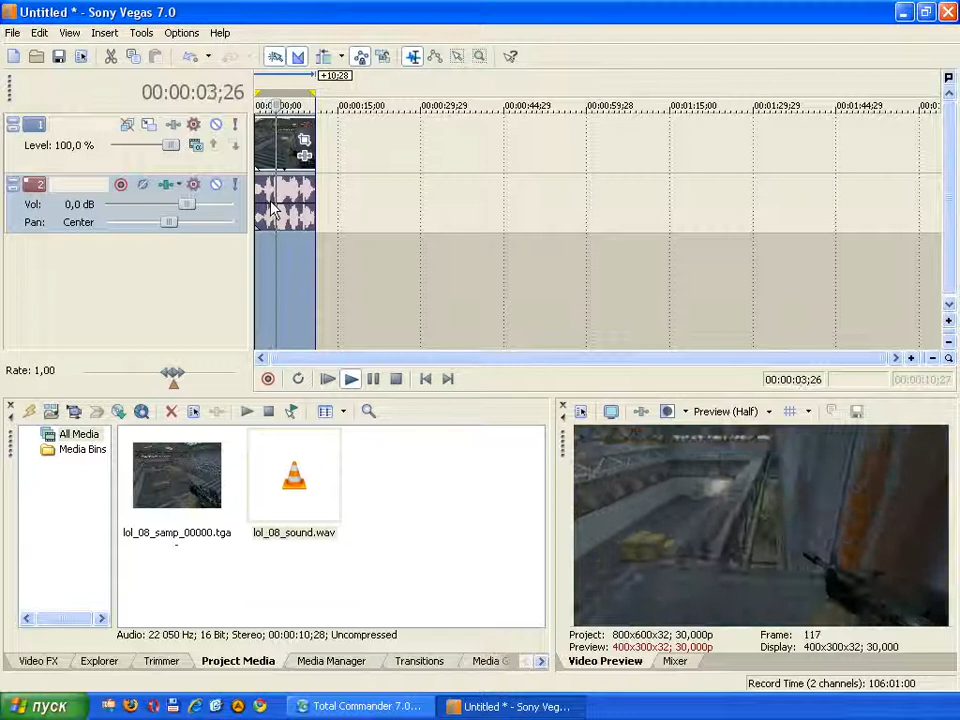 Untitled * - Sony Vegas 7.0
File Edit View Insert Tools Options Help
+10;28
00:00:03;26
00:00:15;00 00:00:29;29 00:00:44;29 00:00:59;28 00:01:15;00 00:01:29;29 00:01:44;29
1
Level: 100,0 %
2
Vol: 0,0 dB
Pan: Center
Rate: 1,00
00:00:03;26 00:00:10;27
All Media
Media Bins
Preview (Half)
lol_08_samp_00000.tga
lol_08_sound.wav
Audio: 22 050 Hz; 16 Bit; Stereo; 00:00:10;28; Uncompressed
Project: 800x600x32; 30,000p Frame: 117
Preview: 400x300x32; 30,000p Display: 400x300x32; 30,000
Video FX Explorer Trimmer Project Media Media Manager Transitions Media G Video Preview Mixer
Record Time (2 channels): 106:01:00
пуск Total Commander 7.0... Untitled * - Sony Veg...